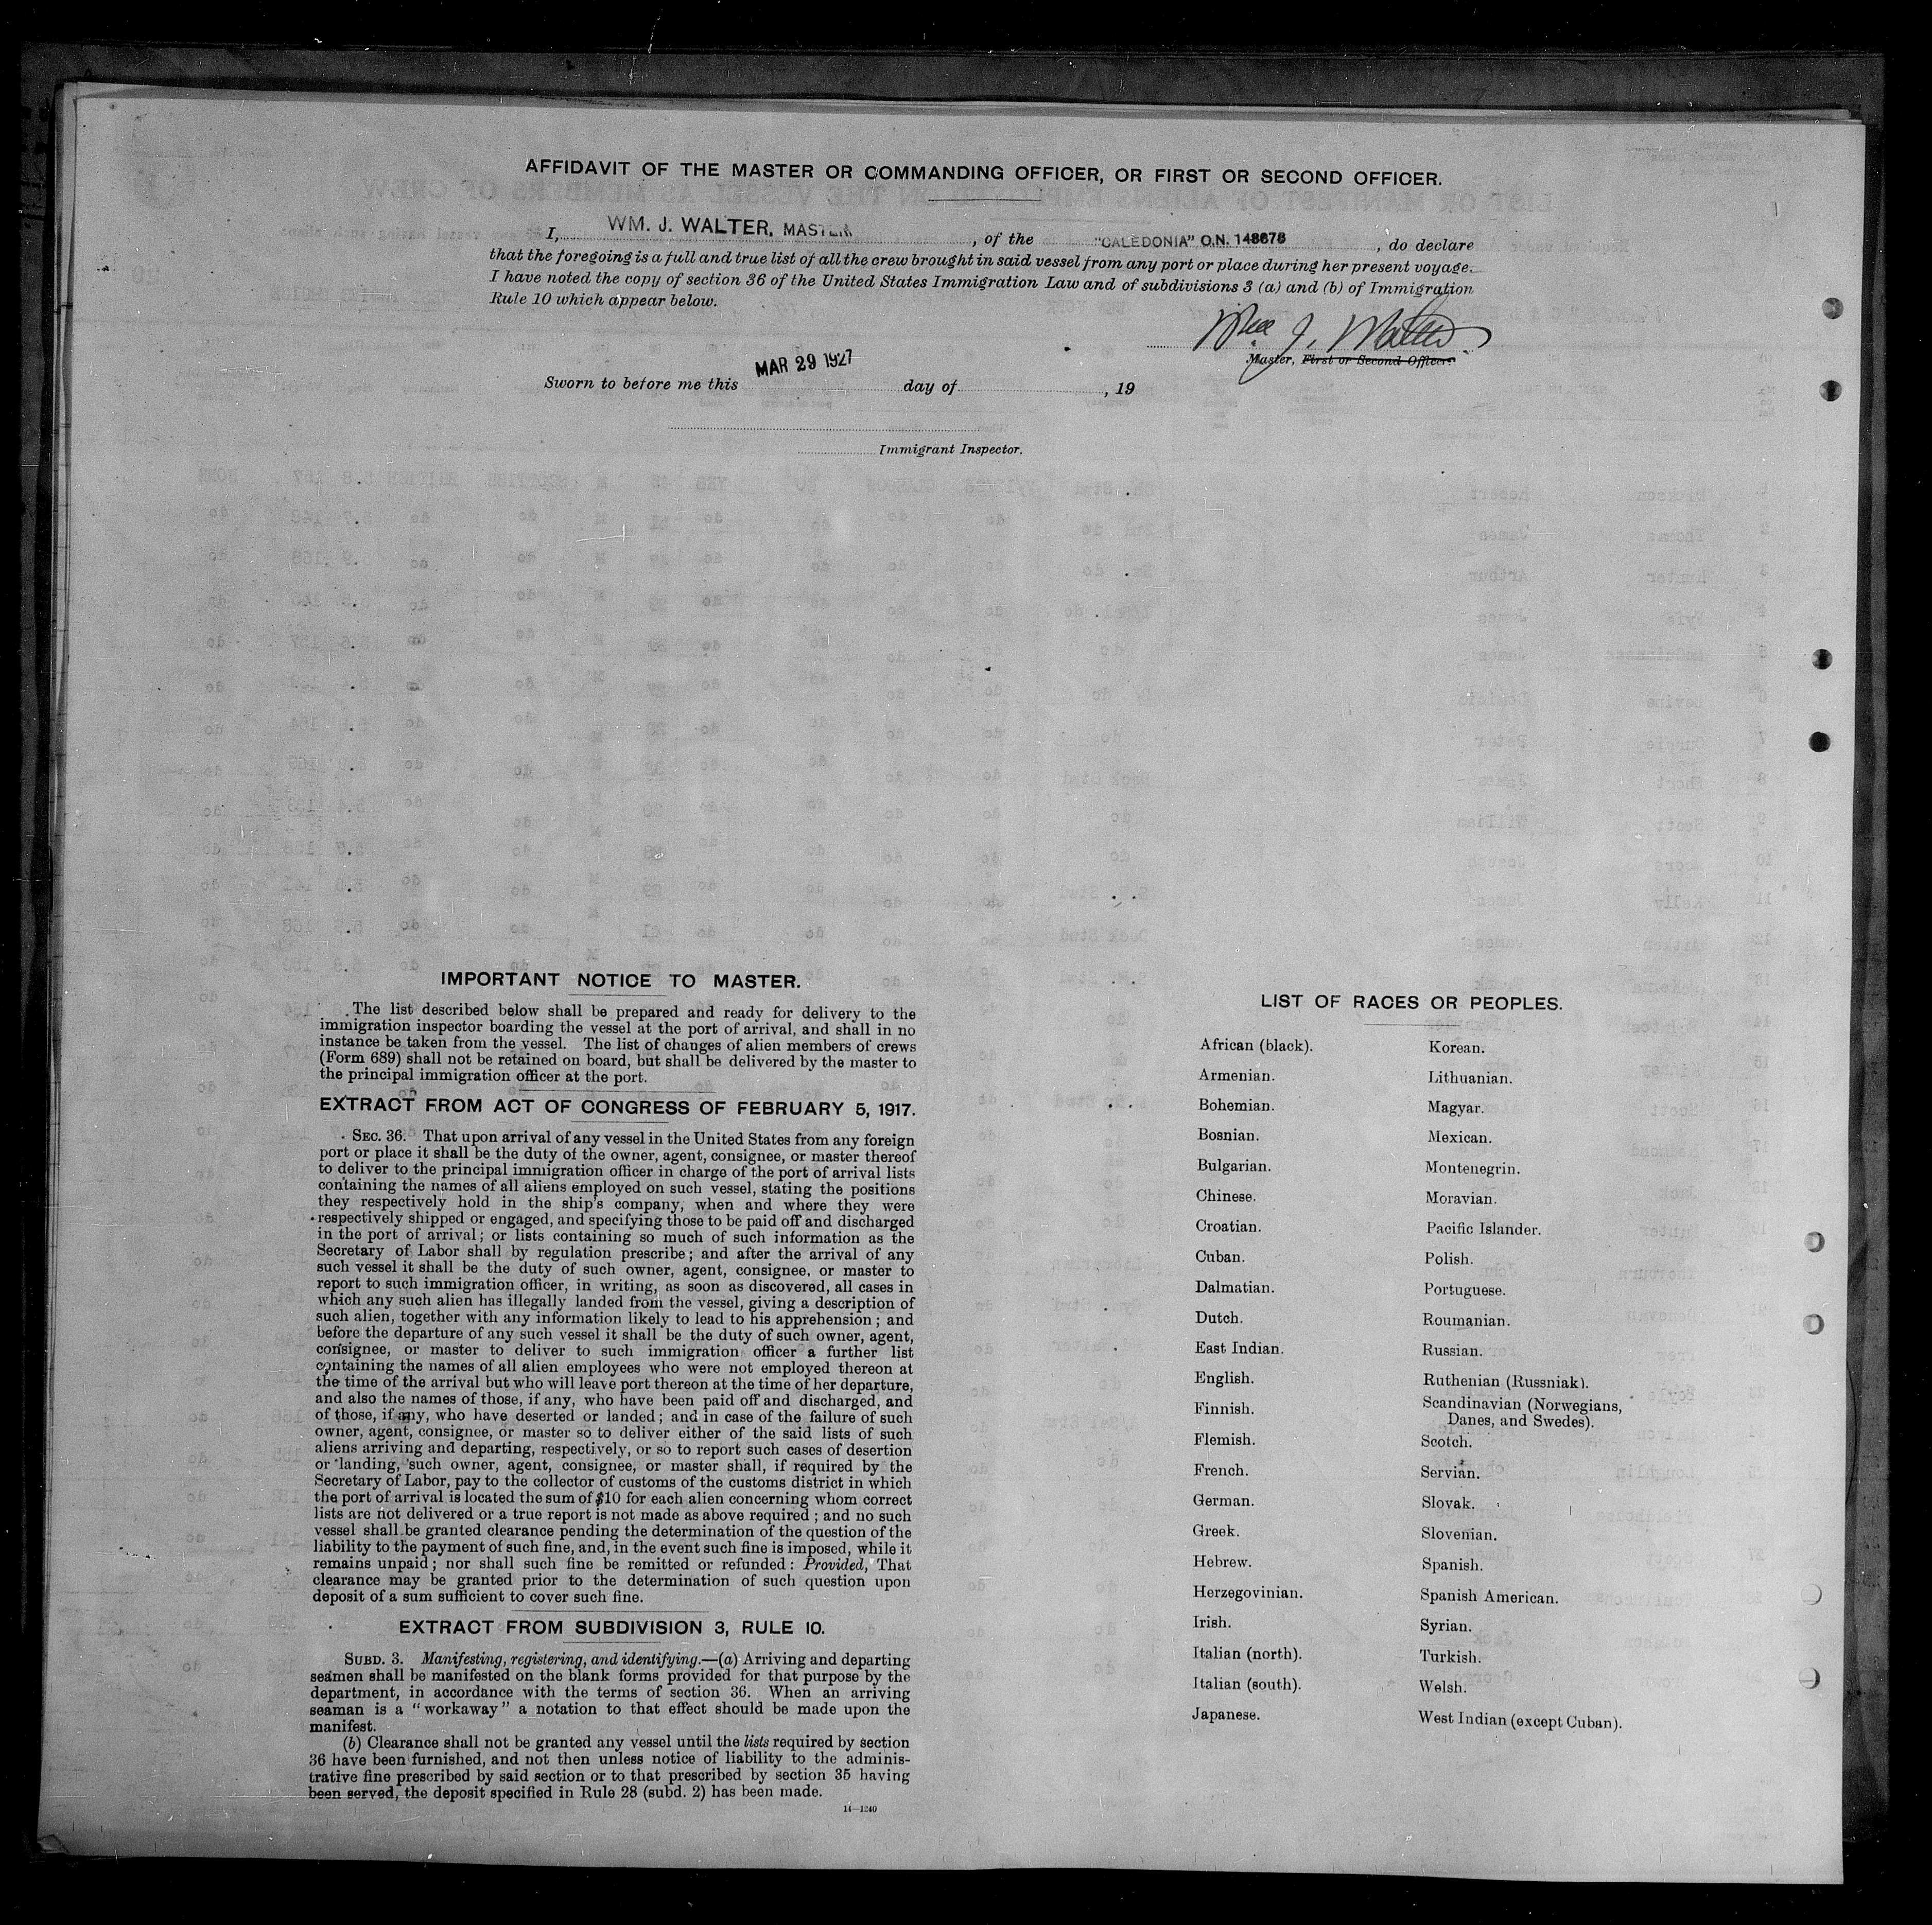 AFFIDAVIT OF THE MASTER OR COMMANDING OFFICER, OR FIRST OR SECOND OFFICER.
I, WM. J. WALTER, MASTER, of the "CALEDONIA" O.N. 148678, do declare
that the foregoing is a full and true list of all the crew brought in said vessel from any port or place during her present voyage.
I have noted the copy of section 36 of the United States Immigration Law and of subdivisions 3 (a) and (b) of Immigration
Rule 10 which appear below.
Wm J. Walter
Master, First or Second Officer.
Sworn to before me this MAR 29 1927 day of , 19
Immigrant Inspector.
IMPORTANT NOTICE TO MASTER.
The list described below shall be prepared and ready for delivery to the
immigration inspector boarding the vessel at the port of arrival, and shall in no
instance be taken from the vessel. The list of changes of alien members of crews
(Form 689) shall not be retained on board, but shall be delivered by the master to
the principal immigration officer at the port.
EXTRACT FROM ACT OF CONGRESS OF FEBRUARY 5, 1917.
SEC. 36. That upon arrival of any vessel in the United States from any foreign
port or place it shall be the duty of the owner, agent, consignee, or master thereof
to deliver to the principal immigration officer in charge of the port of arrival lists
containing the names of all aliens employed on such vessel, stating the positions
they respectively hold in the ship's company, when and where they were
respectively shipped or engaged, and specifying those to be paid off and discharged
in the port of arrival; or lists containing so much of such information as the
Secretary of Labor shall by regulation prescribe; and after the arrival of any
such vessel it shall be the duty of such owner, agent, consignee, or master to
report to such immigration officer, in writing, as soon as discovered, all cases in
which any such alien has illegally landed from the vessel, giving a description of
such alien, together with any information likely to lead to his apprehension; and
before the departure of any such vessel it shall be the duty of such owner, agent,
consignee, or master to deliver to such immigration officer a further list
containing the names of all alien employees who were not employed thereon at
the time of the arrival but who will leave port thereon at the time of her departure,
and also the names of those, if any, who have been paid off and discharged, and
of those, if any, who have deserted or landed; and in case of the failure of such
owner, agent, consignee, or master so to deliver either of the said lists of such
aliens arriving and departing, respectively, or so to report such cases of desertion
or landing, such owner, agent, consignee, or master shall, if required by the
Secretary of Labor, pay to the collector of customs of the customs district in which
the port of arrival is located the sum of $10 for each alien concerning whom correct
lists are not delivered or a true report is not made as above required; and no such
vessel shall be granted clearance pending the determination of the question of the
liability to the payment of such fine, and, in the event such fine is imposed, while it
remains unpaid; nor shall such fine be remitted or refunded: Provided, That
clearance may be granted prior to the determination of such question upon
deposit of a sum sufficient to cover such fine.
EXTRACT FROM SUBDIVISION 3, RULE 10.
SUBD. 3. Manifesting, registering, and identifying.—(a) Arriving and departing
seamen shall be manifested on the blank forms provided for that purpose by the
department, in accordance with the terms of section 36. When an arriving
seaman is a "workaway" a notation to that effect should be made upon the
manifest.
(b) Clearance shall not be granted any vessel until the lists required by section
36 have been furnished, and not then unless notice of liability to the adminis-
trative fine prescribed by said section or to that prescribed by section 35 having
been served, the deposit specified in Rule 28 (subd. 2) has been made.
14—1240
LIST OF RACES OR PEOPLES.
African (black).
Armenian.
Bohemian.
Bosnian.
Bulgarian.
Chinese.
Croatian.
Cuban.
Dalmatian.
Dutch.
East Indian.
English.
Finnish.
Flemish.
French.
German.
Greek.
Hebrew.
Herzegovinian.
Irish.
Italian (north).
Italian (south).
Japanese.
Korean.
Lithuanian.
Magyar.
Mexican.
Montenegrin.
Moravian.
Pacific Islander.
Polish.
Portuguese.
Roumanian.
Russian.
Ruthenian (Russniak).
Scandinavian (Norwegians,
Danes, and Swedes).
Scotch.
Servian.
Slovak.
Slovenian.
Spanish.
Spanish American.
Syrian.
Turkish.
Welsh.
West Indian (except Cuban).